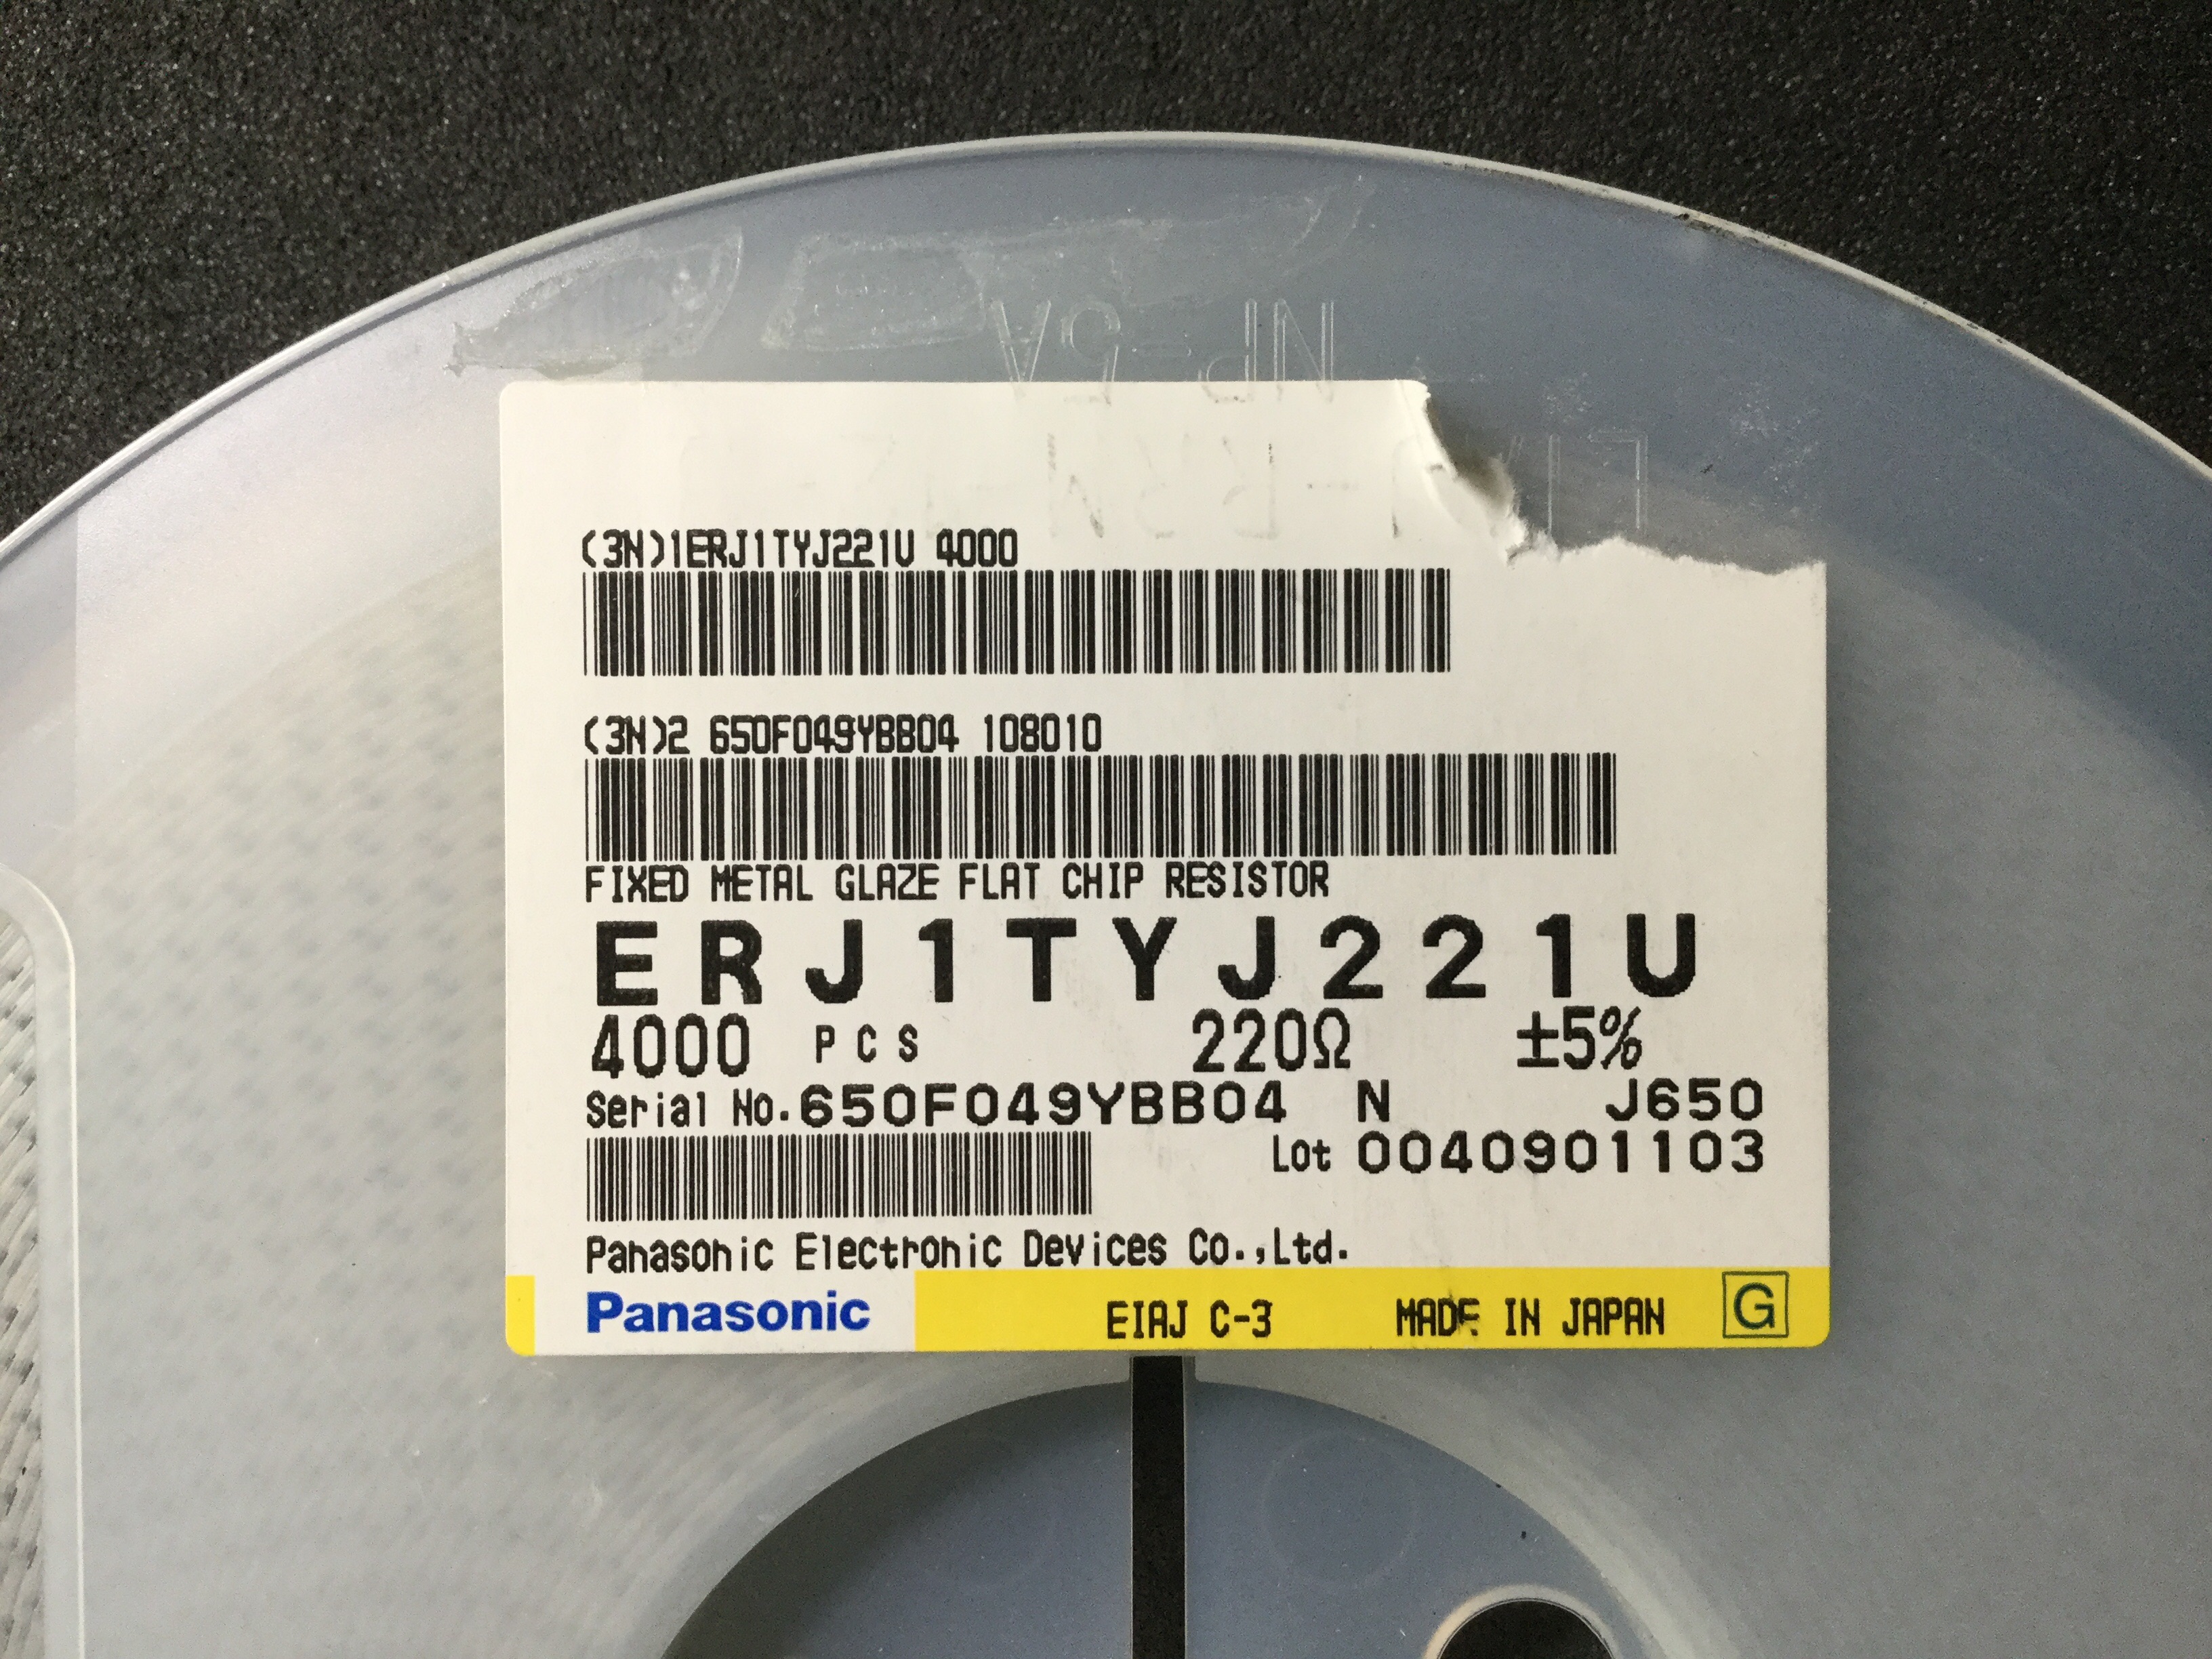 (3N)1ERJ1TYJ221U 4000
(3N)2 650F049YBB04 108010
FIXED METAL GLAZE FLAT CHIP RESISTOR
ERJ1TYJ221U
4000 PCS 220Ω ±5%
Serial No.650F049YBB04 N J650
Lot 0040901103
Panasonic Electronic Devices Co.,Ltd.
Panasonic EIAJ C-3 MADE IN JAPAN G